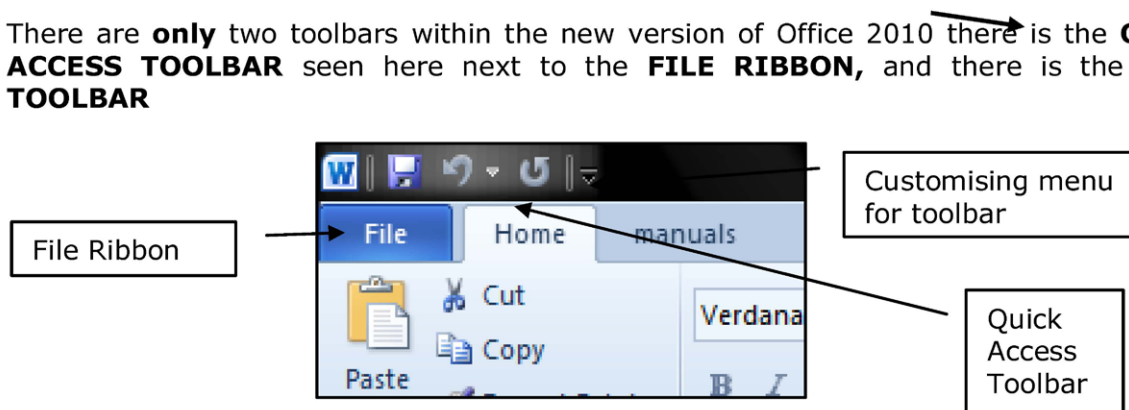 There are only two toolbars within the new version of Office 2010 there is the
ACCESS TOOLBAR seen here next to the FILE RIBBON, and there is the
TOOLBAR
Customising menu
for toolbar
File Ribbon
File
Home
manuals
Cut
Copy
Paste
Verdana
B I
Quick
Access
Toolbar